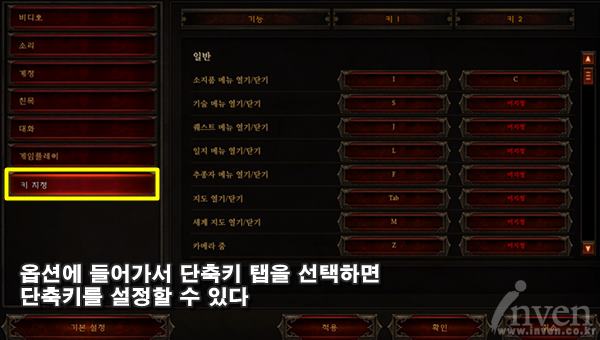 비디오
소리
계정
친목
대화
게임플레이
키 지정
기능 키 1 키 2
일반
소지품 메뉴 열기/닫기 I C
기술 메뉴 열기/닫기 S 미지정
퀘스트 메뉴 열기/닫기 J 미지정
일지 메뉴 열기/닫기 L 미지정
추종자 메뉴 열기/닫기 F 미지정
지도 열기/닫기 Tab 미지정
세계 지도 열기/닫기 M 미지정
카메라 줌 Z 미지정
옵션에 들어가서 단축키 탭을 선택하면
단축키를 설정할 수 있다
기본 설정 적용 확인
inven
www.inven.co.kr